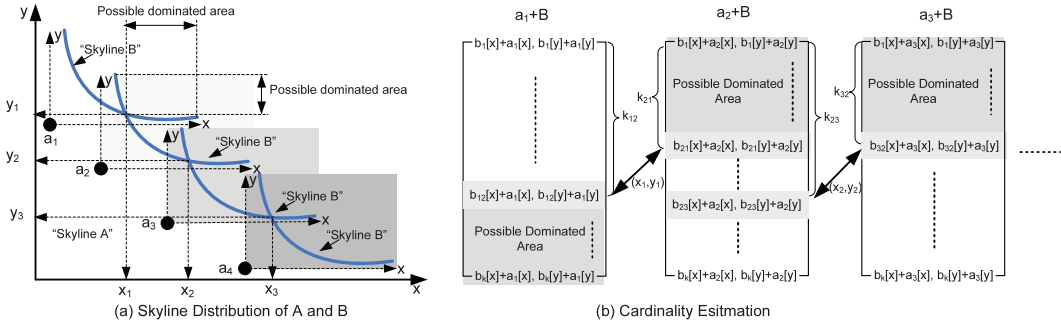 y
Possible dominated area
"Skyline B"
y
y
Possible dominated area
y1
x
a1
y
"Skyline B"
y2
x
a2
y
"Skyline B"
y3
x
a3
"Skyline A"
"Skyline B"
a4
x
x1
x2
x3
x
(a) Skyline Distribution of A and B
a1+B
a2+B
a3+B
b1[x]+a1[x], b1[y]+a1[y]
b1[x]+a2[x], b1[y]+a2[y]
b1[x]+a3[x], b1[y]+a3[y]
Possible Dominated
Area
Possible Dominated
Area
k21
k12
k23
k32
b21[x]+a2[x], b21[y]+a2[y]
b32[x]+a3[x], b32[y]+a3[y]
(x1,y1)
(x2,y2)
b12[x]+a1[x], b12[y]+a1[y]
b23[x]+a2[x], b23[y]+a2[y]
Possible Dominated
Area
bk[x]+a1[x], bk[y]+a1[y]
bk[x]+a2[x], bk[y]+a2[y]
bk[x]+a3[x], bk[y]+a3[y]
(b) Cardinality Esitmation